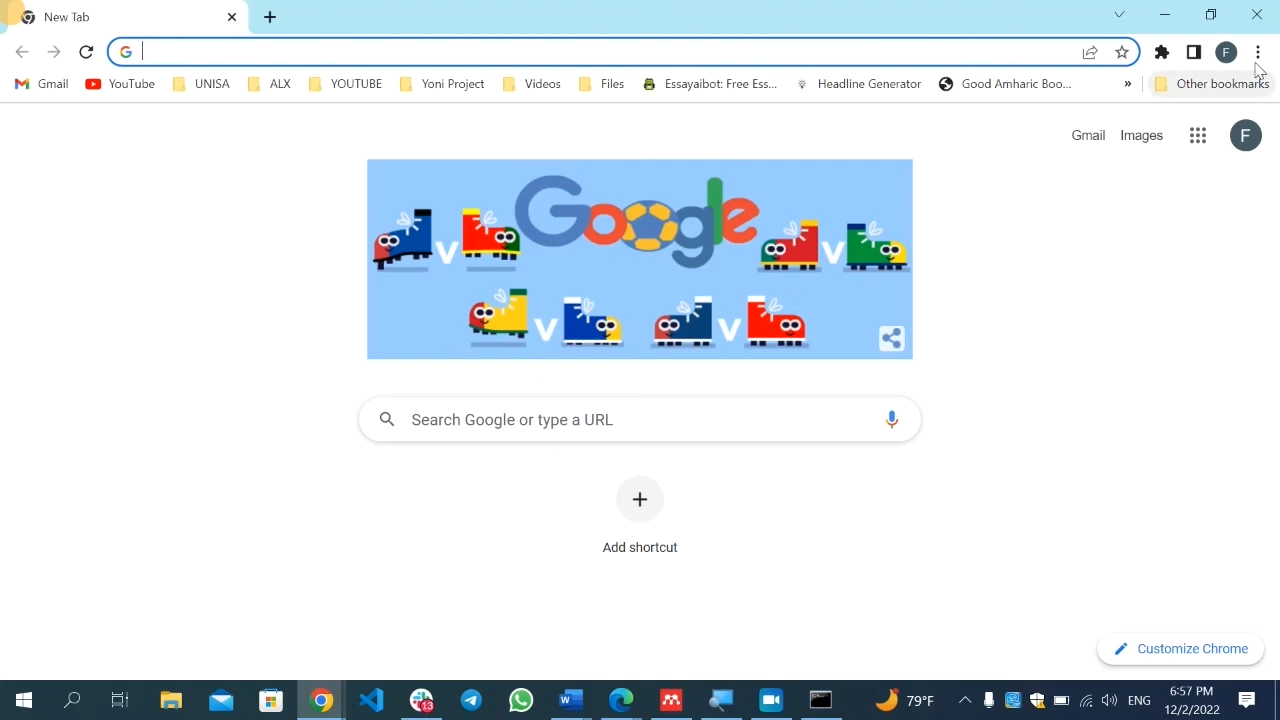 New Tab
Gmail YouTube UNISA ALX YOUTUBE Yoni Project Videos Files Essayaibot: Free Ess... Headline Generator Good Amharic Boo... » Other bookmarks
F
Gmail Images F
Google
V V
V V
Search Google or type a URL
Add shortcut
Customize Chrome
13 W 79°F ENG 6:57 PM
12/2/2022